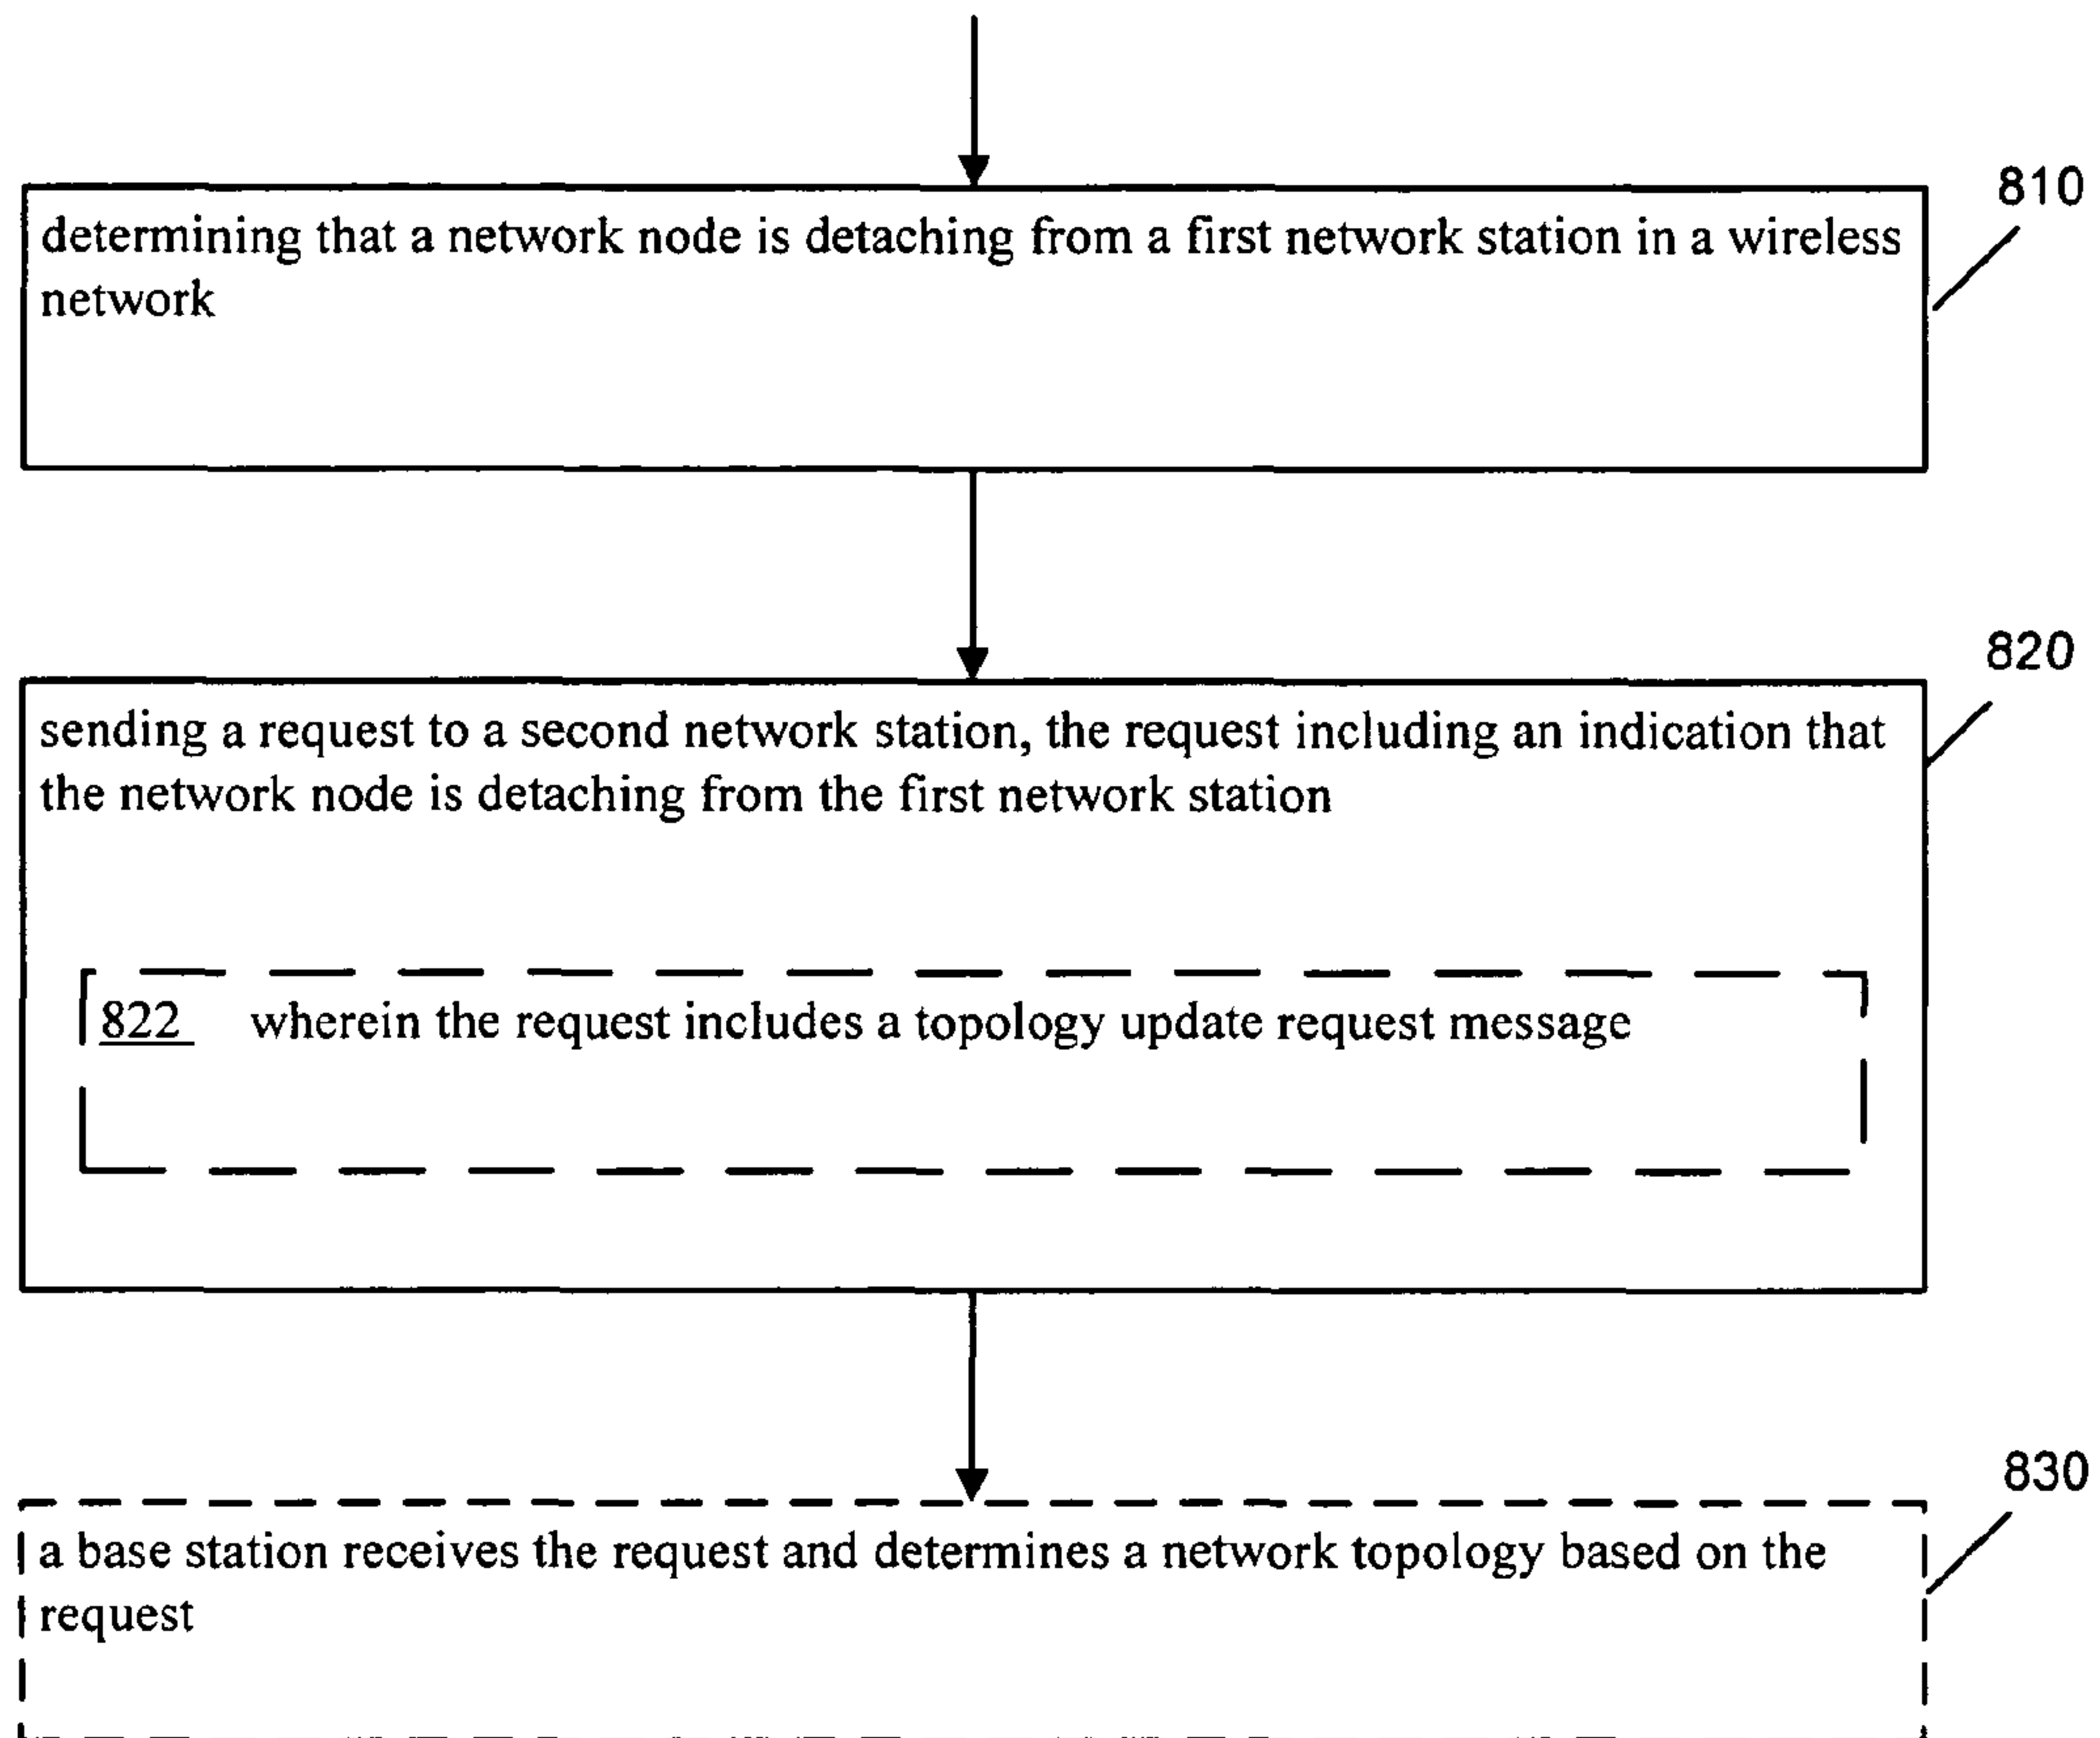 810
determining that a network node is detaching from a first network station in a wireless
network
820
sending a request to a second network station, the request including an indication that
the network node is detaching from the first network station
822 wherein the request includes a topology update request message
830
a base station receives the request and determines a network topology based on the
request